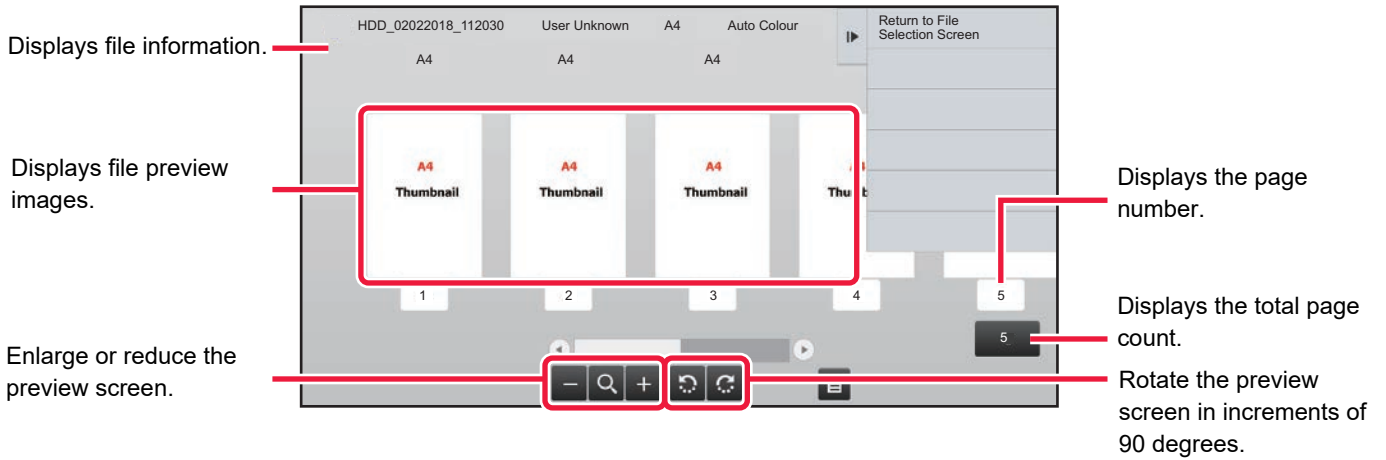 Displays file information.
HDD_02022018_112030 User Unknown A4 Auto Colour
Return to File
Selection Screen
A4 A4 A4
Displays file preview
images.
A4 A4 A4
Thumbnail Thumbnail Thumbnail
Displays the page
number.
1 2 3 4 5
Displays the total page
count.
5
Enlarge or reduce the
preview screen.
Rotate the preview
screen in increments of
90 degrees.